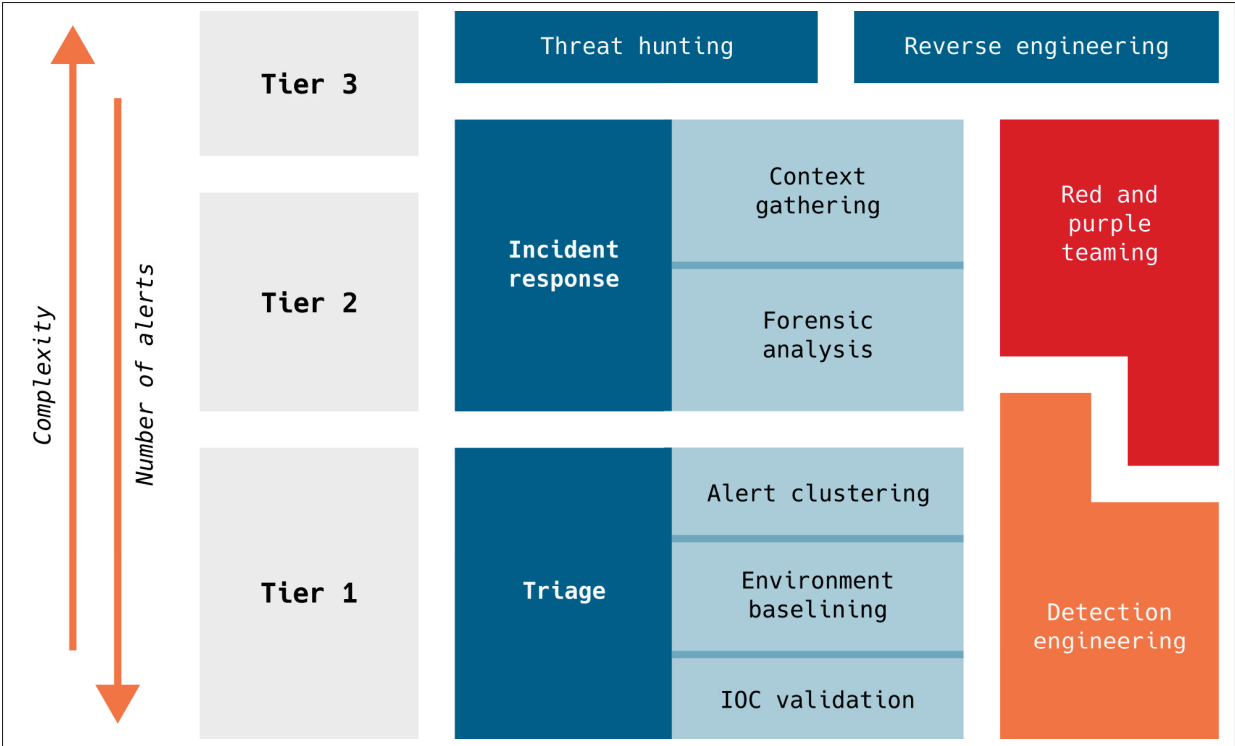 Complexity
Number of alerts
Tier 3
Threat hunting
Reverse engineering
Tier 2
Incident
response
Context
gathering
Forensic
analysis
Red and
purple
teaming
Tier 1
Triage
Alert clustering
Environment
baselining
IOC validation
Detection
engineering